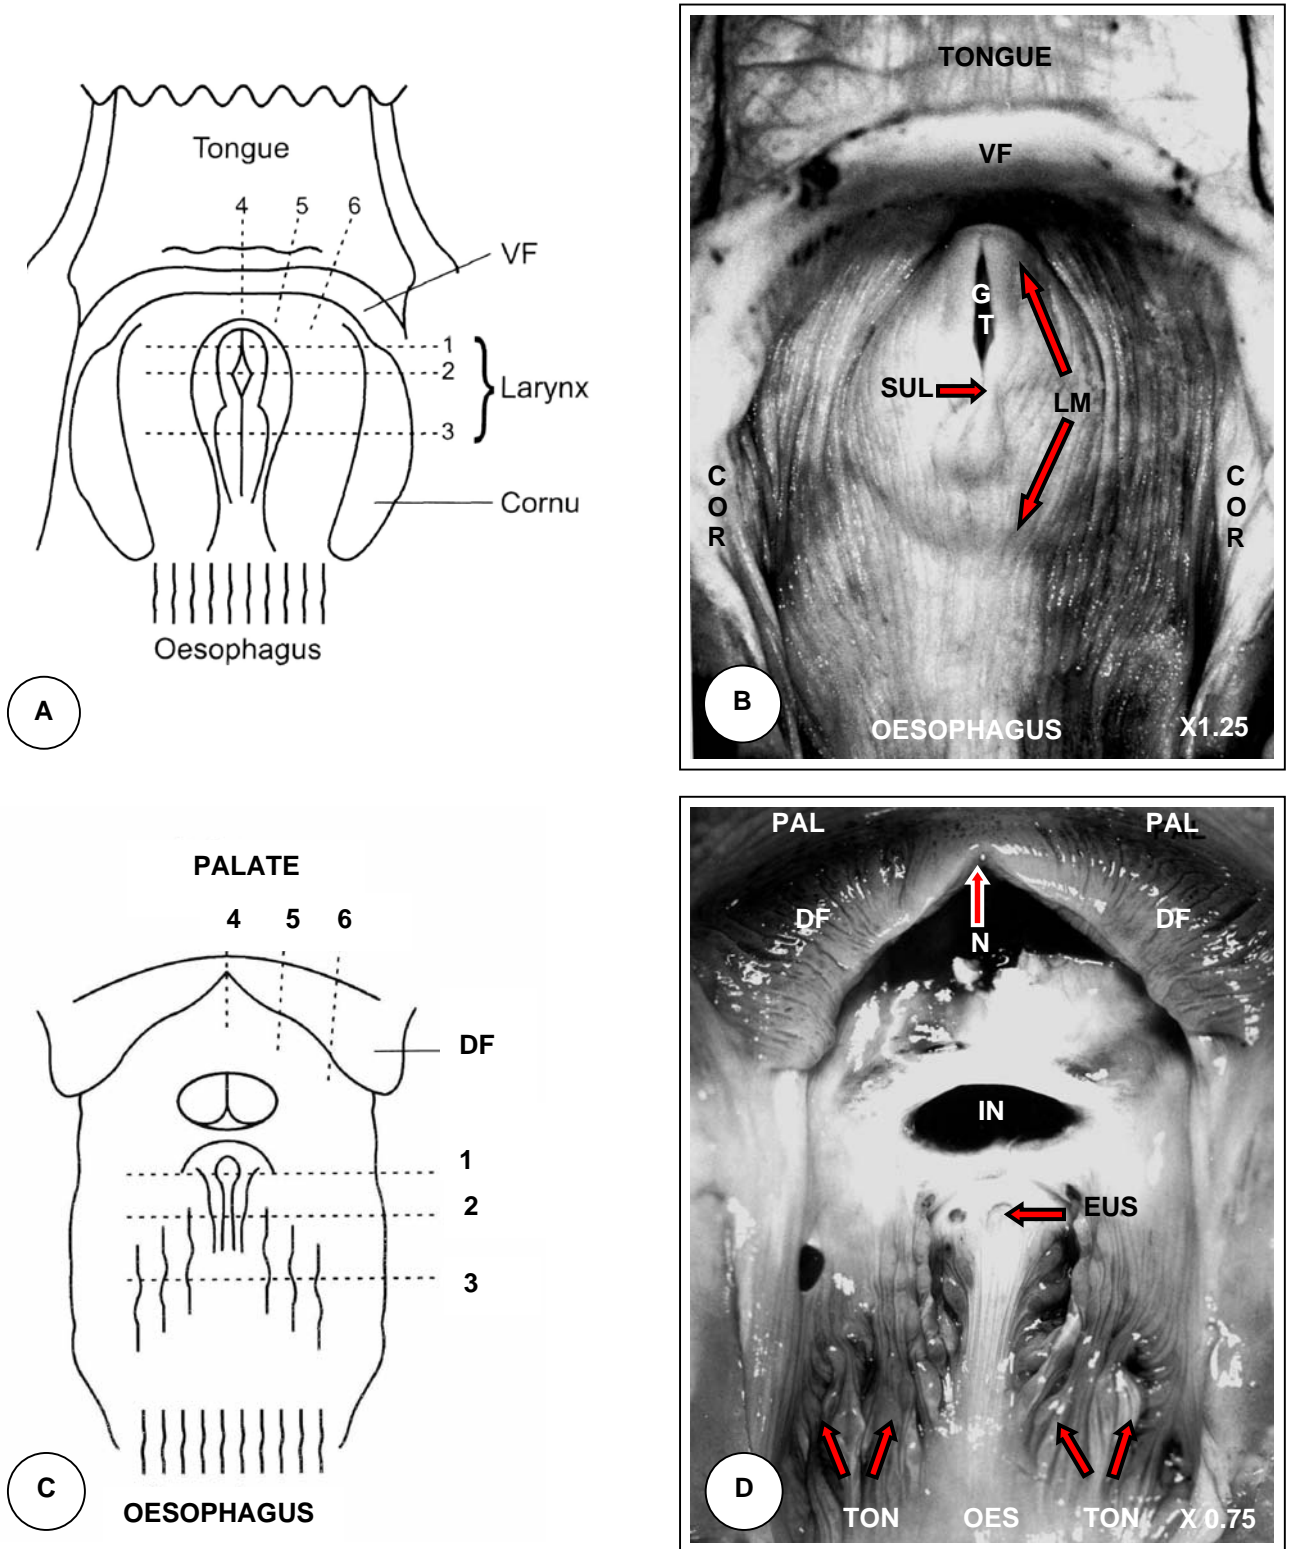 Tongue
4 5 6
VF
1
2
3
Larynx
Cornu
Oesophagus
A
TONGUE
VF
G
T
SUL
LM
C
O
R
C
O
R
B
OESOPHAGUS
X1.25
PALATE
4 5 6
DF
1
2
3
C
OESOPHAGUS
PAL
PAL
DF
DF
N
IN
EUS
D
TON
OES
TON
X 0.75